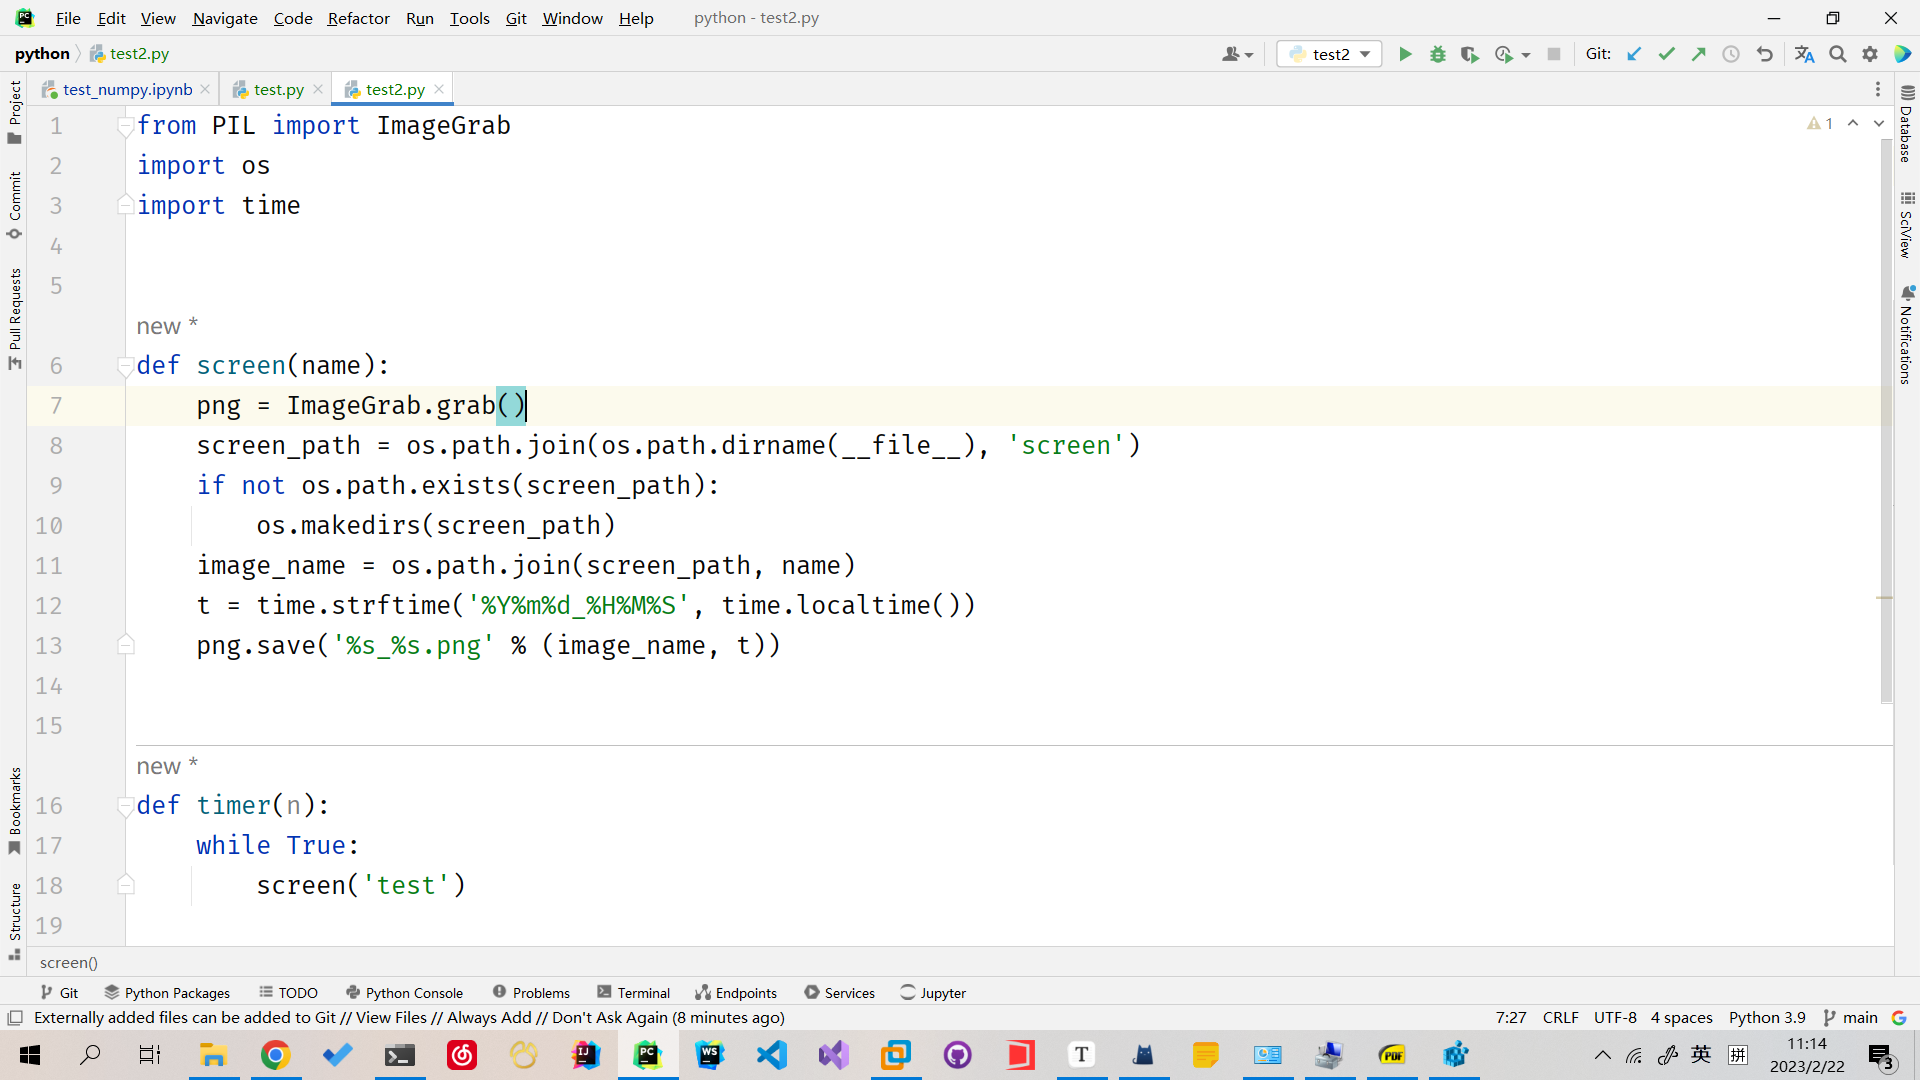 File Edit View Navigate Code Refactor Run Tools Git Window Help python - test2.py
python test2.py test2 Git:
test_numpy.ipynb test.py test2.py
1 from PIL import ImageGrab
2 import os
3 import time
4
5
new *
6 def screen(name):
7 png = ImageGrab.grab()
8 screen_path = os.path.join(os.path.dirname(__file__), 'screen')
9 if not os.path.exists(screen_path):
10 os.makedirs(screen_path)
11 image_name = os.path.join(screen_path, name)
12 t = time.strftime('%Y%m%d_%H%M%S', time.localtime())
13 png.save('%s_%s.png' % (image_name, t))
14
15
new *
16 def timer(n):
17 while True:
18 screen('test')
19
1
Project
Commit
Pull Requests
Bookmarks
Structure
Database
SciView
Notifications
screen()
Git Python Packages TODO Python Console Problems Terminal Endpoints Services Jupyter
Externally added files can be added to Git // View Files // Always Add // Don't Ask Again (8 minutes ago) 7:27 CRLF UTF-8 4 spaces Python 3.9 main
英 拼 11:14
2023/2/22
3